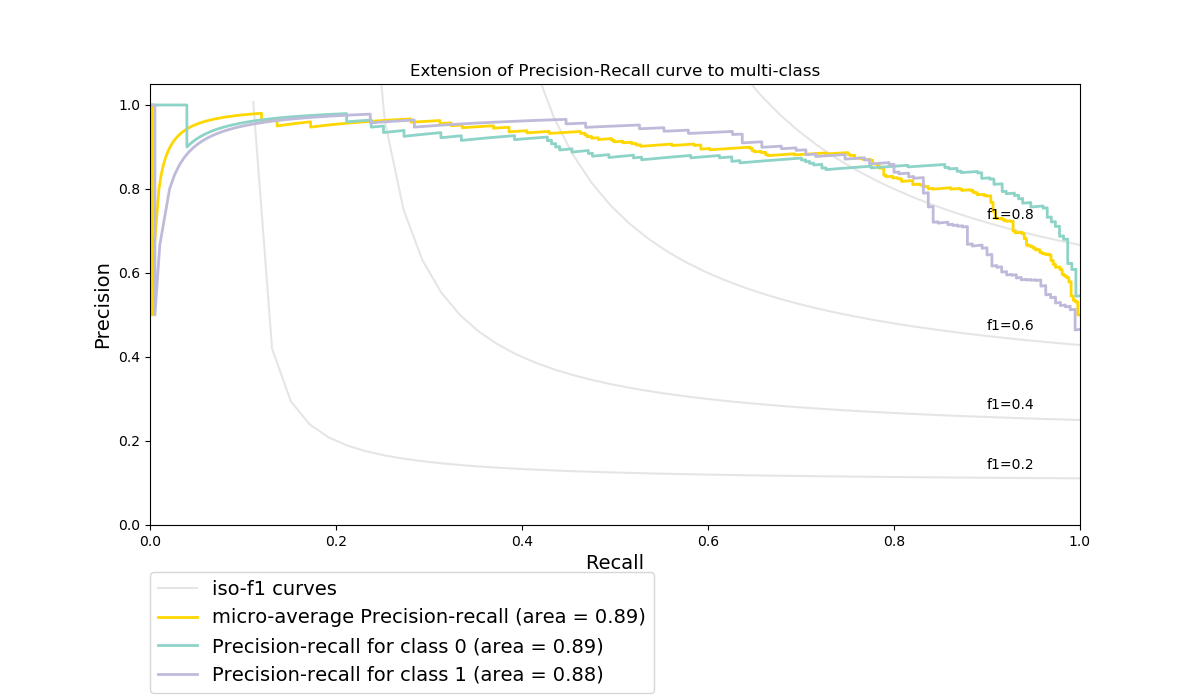 Extension of Precision-Recall curve to multi-class
1.0
0.8
0.6
0.4
0.2
0.0
Precision
f1=0.8
f1=0.6
f1=0.4
f1=0.2
0.0 0.2 0.4 0.6 0.8 1.0
Recall
iso-f1 curves
micro-average Precision-recall (area = 0.89)
Precision-recall for class 0 (area = 0.89)
Precision-recall for class 1 (area = 0.88)